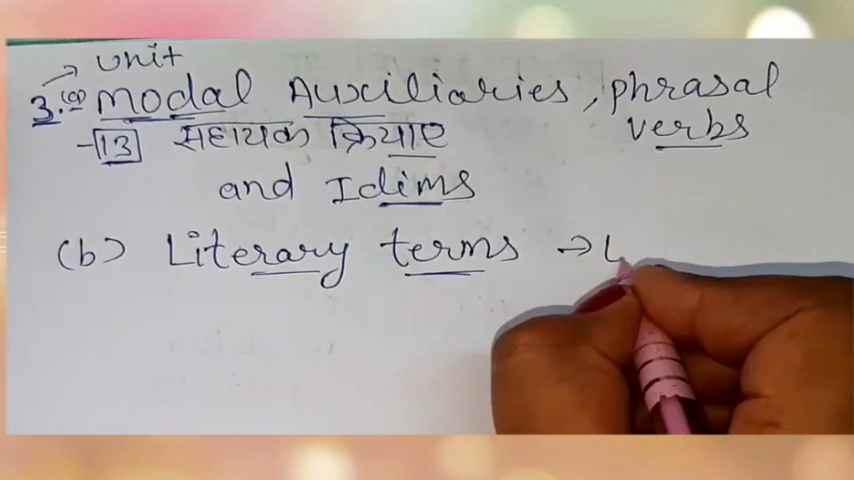 → Unit
3.(a) Modal Auxiliaries, phrasal
-13 सहायक क्रियाए verbs
and Idims
(b) Literary terms →